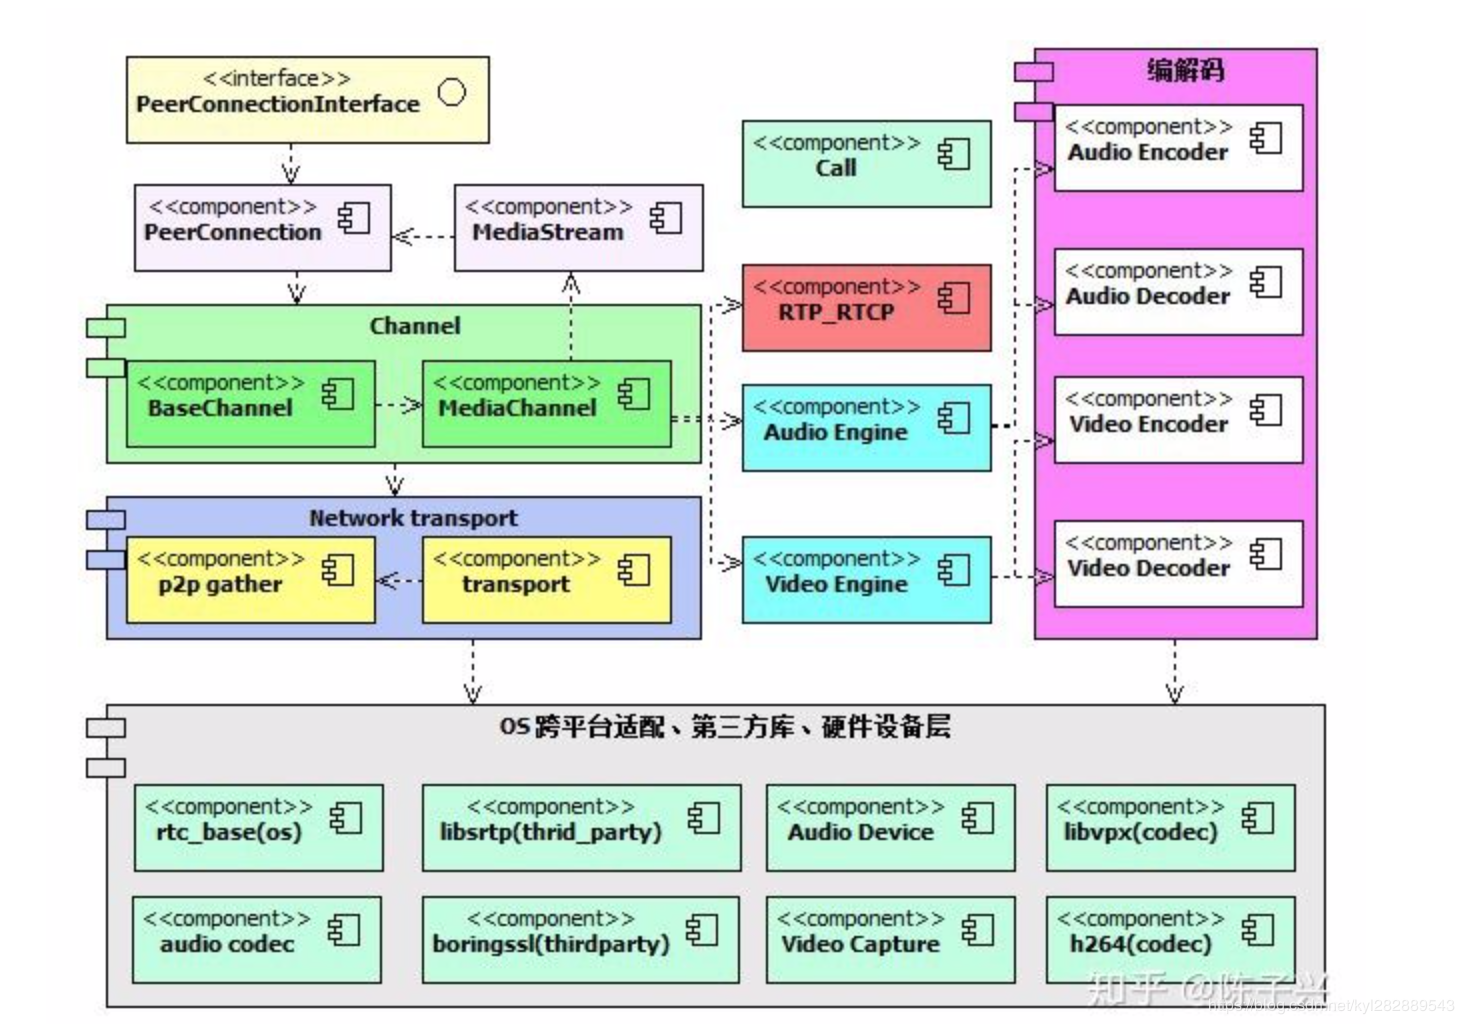 <<interface>>
PeerConnectionInterface
<<component>>
PeerConnection
<<component>>
MediaStream
Channel
<<component>>
BaseChannel
<<component>>
MediaChannel
Network transport
<<component>>
p2p gather
<<component>>
transport
<<component>>
Call
<<component>>
RTP_RTCP
<<component>>
Audio Engine
<<component>>
Video Engine
编解码
<<component>>
Audio Encoder
<<component>>
Audio Decoder
<<component>>
Video Encoder
<<component>>
Video Decoder
OS跨平台适配、第三方库、硬件设备层
<<component>>
rtc_base(os)
<<component>>
libsrtp(thrid_party)
<<component>>
Audio Device
<<component>>
libvpx(codec)
<<component>>
audio codec
<<component>>
boringssl(thirdparty)
<<component>>
Video Capture
<<component>>
h264(codec)
知乎 @陈子兴
https://blog.csdn.net/kyl282889543